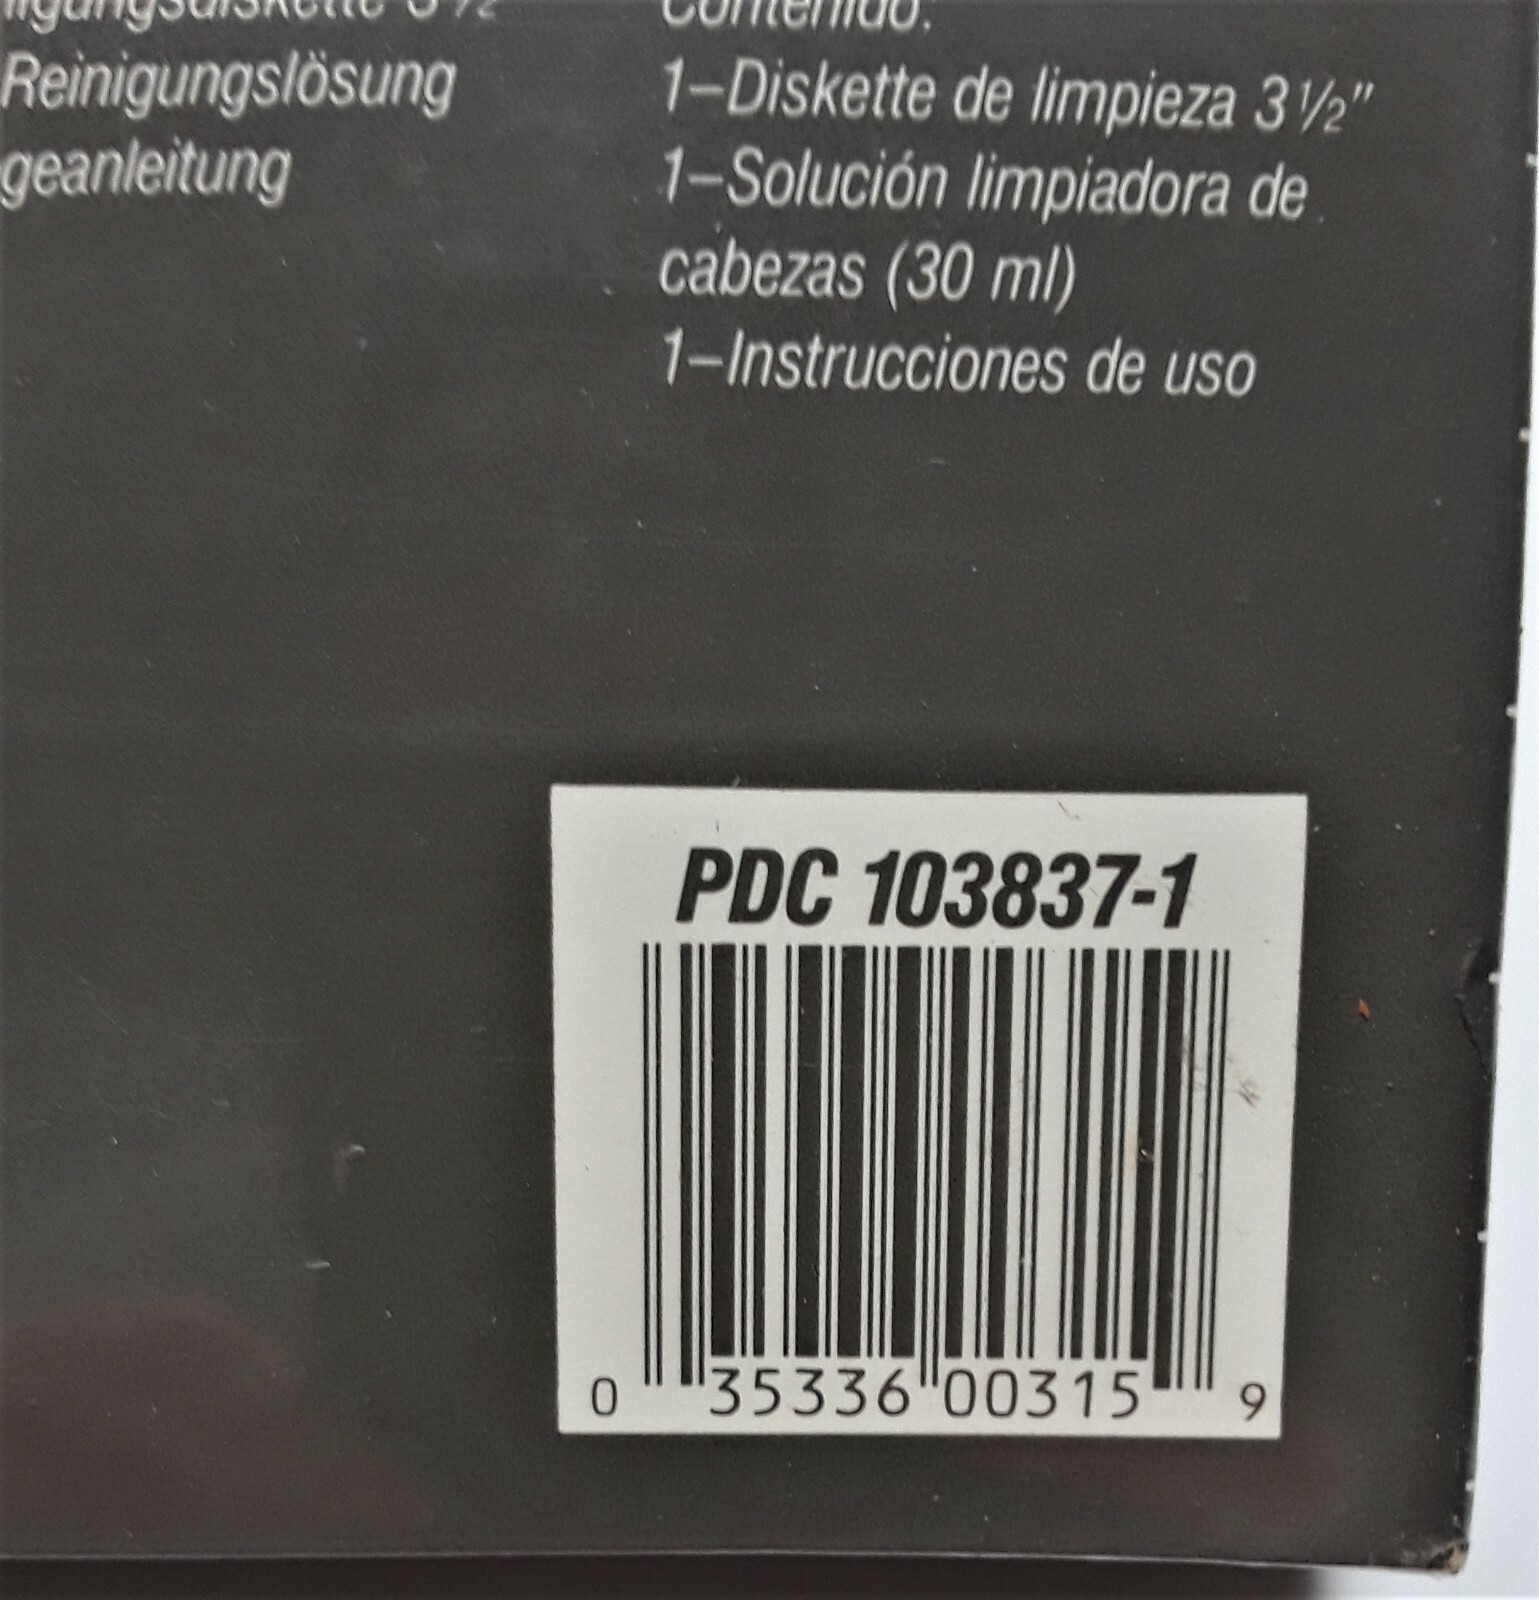 Reinigungslösung
geanleitung
Contenido:
1–Diskette de limpieza 3½"
1–Solución limpiadora de
cabezas (30 ml)
1–Instrucciones de uso
PDC 103837-1
0 35336 00315 9